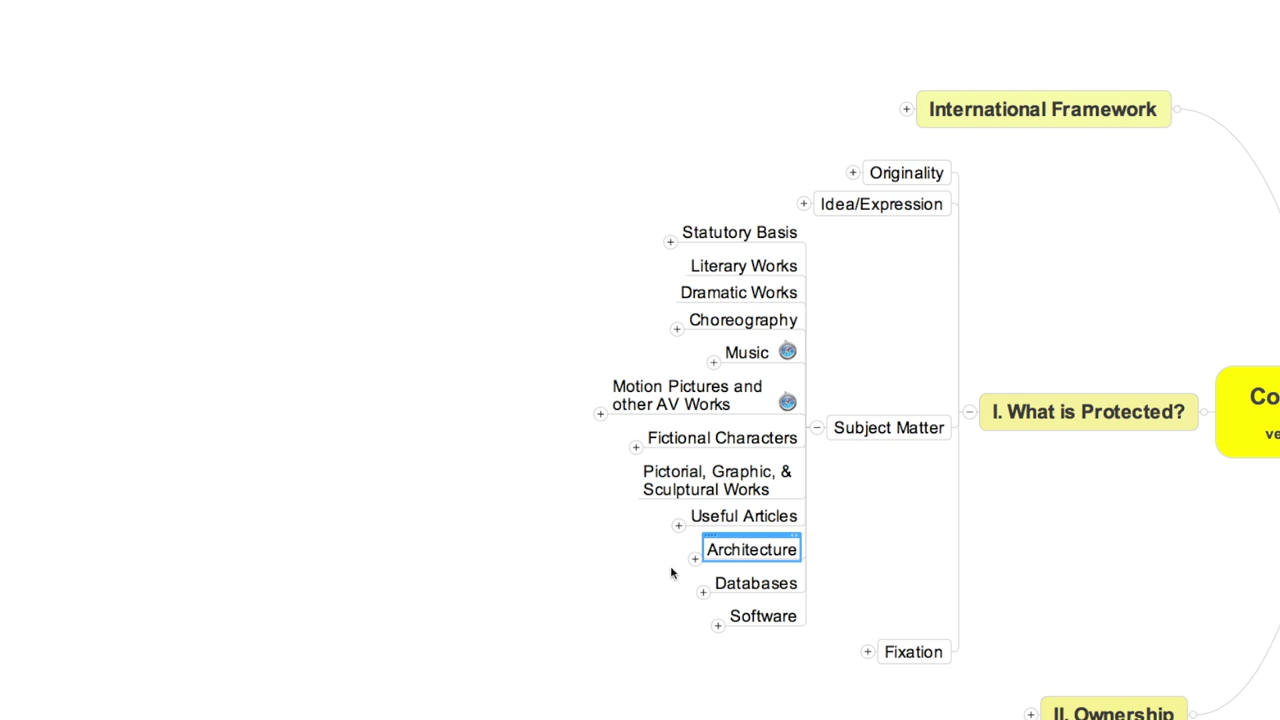 International Framework
Originality
Idea/Expression
Statutory Basis
Literary Works
Dramatic Works
Choreography
Music
Motion Pictures and
other AV Works
Fictional Characters
Pictorial, Graphic, &
Sculptural Works
Useful Articles
Architecture
Databases
Software
Subject Matter
Fixation
I. What is Protected?
II. Ownership